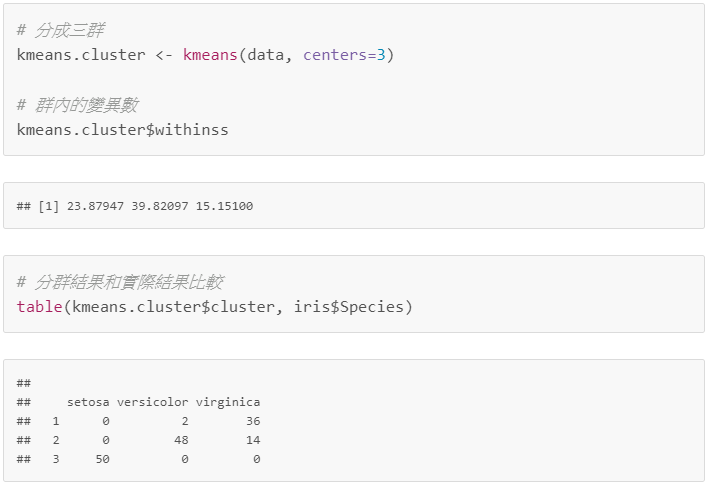 # 分成三群
kmeans.cluster <- kmeans(data, centers=3)
# 群內的變異數
kmeans.cluster$withinss
## [1] 23.87947 39.82097 15.15100
# 分群結果和實際結果比較
table(kmeans.cluster$cluster, iris$Species)
##
##     setosa versicolor virginica
##   1      0          2        36
##   2      0         48        14
##   3     50          0         0